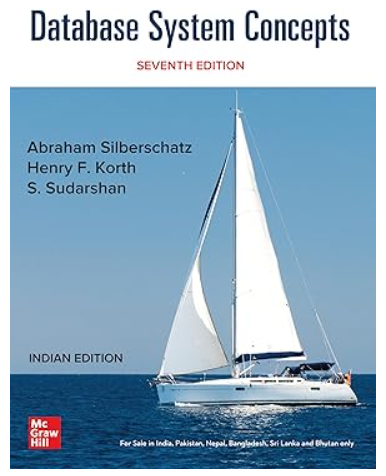 Database System Concepts
SEVENTH EDITION
Abraham Silberschatz
Henry F. Korth
S. Sudarshan
INDIAN EDITION
Mc
Graw
Hill
For Sale in India, Pakistan, Nepal, Bangladesh, Sri Lanka and Bhutan only